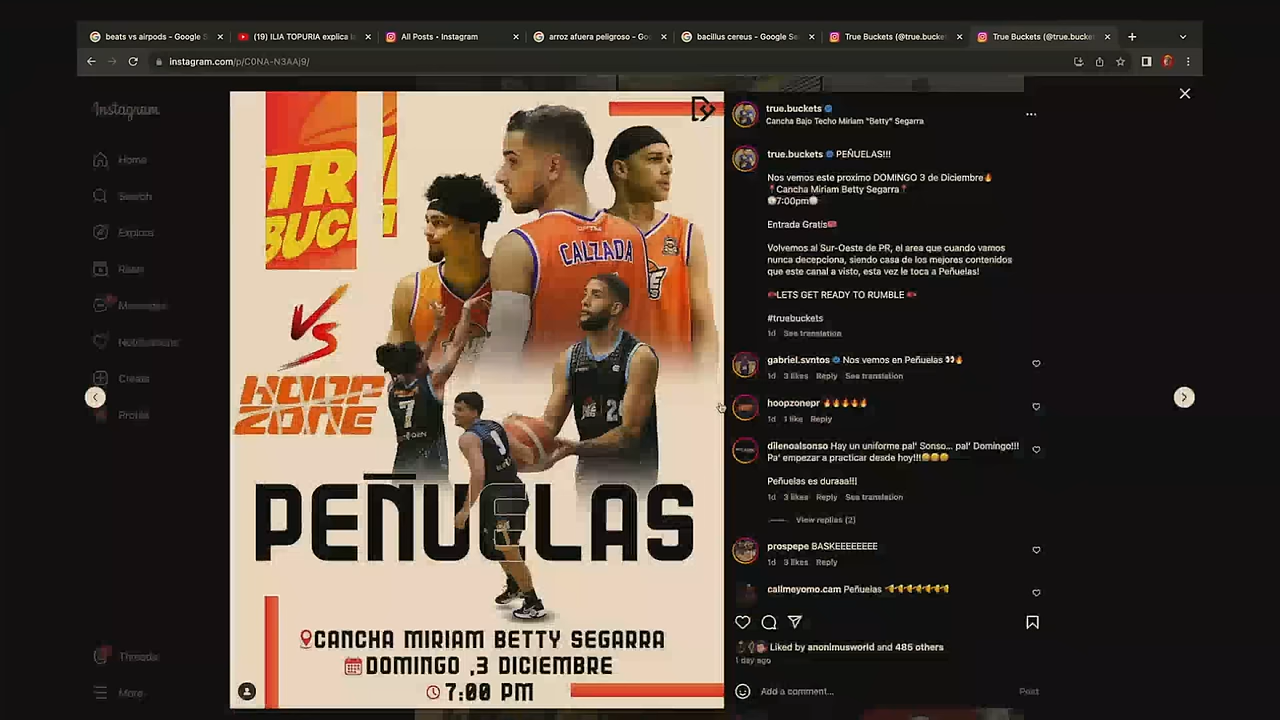 beats vs airpods - Google S
(19) ILIA TOPURIA explica l
All Posts • Instagram
arroz afuera peligroso - Go
bacillus cereus - Google Se
True Buckets (@true.bucke
True Buckets (@true.bucke
instagram.com/p/C0NA-N3AAj9/
Instagram
Home
Search
Explore
Reels
Messages
Notifications
Create
Profile
Threads
More
TR
BUC
VS
HOOP
ZONE
CALZADA
7
1
PEÑUELAS
CANCHA MIRIAM BETTY SEGARRA
DOMINGO ,3 DICIEMBRE
7:00 PM
true.buckets
Cancha Bajo Techo Miriam "Betty" Segarra
true.buckets PEÑUELAS!!!
Nos vemos este proximo DOMINGO 3 de Diciembre🔥
📍Cancha Miriam Betty Segarra📍
🕖7:00pm🕖
Entrada Gratis🎟️
Volvemos al Sur-Oeste de PR, el area que cuando vamos
nunca decepciona, siendo casa de los mejores contenidos
que este canal a visto, esta vez le toca a Peñuelas!
🥊LETS GET READY TO RUMBLE 🥊
#truebuckets
1d See translation
gabriel.svntos Nos vemos en Peñuelas 👀🔥
1d 3 likes Reply See translation
hoopzonepr 🔥🔥🔥🔥🔥
1d 1 like Reply
dilenoalsonso Hay un uniforme pal' Sonso... pal' Domingo!!!
Pa' empezar a practicar desde hoy!!!😂😂😂
Peñuelas es duraaa!!!
1d 3 likes Reply See translation
View replies (2)
prospepe BASKEEEEEEEE
1d 3 likes Reply
callmeyomo.cam Peñuelas
Liked by anonimusworld and 485 others
1 day ago
Add a comment...
Post